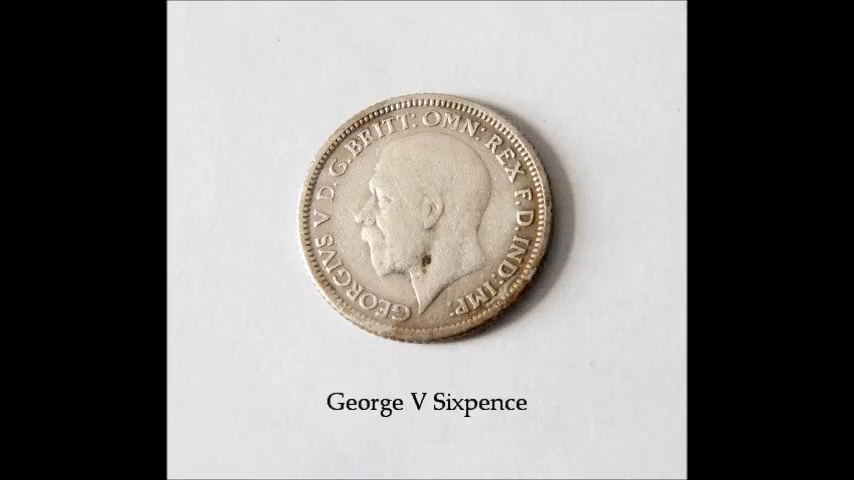 GEORGIVS V D.G.BRITT:OMN:REX F.D.IND:IMP:
George V Sixpence